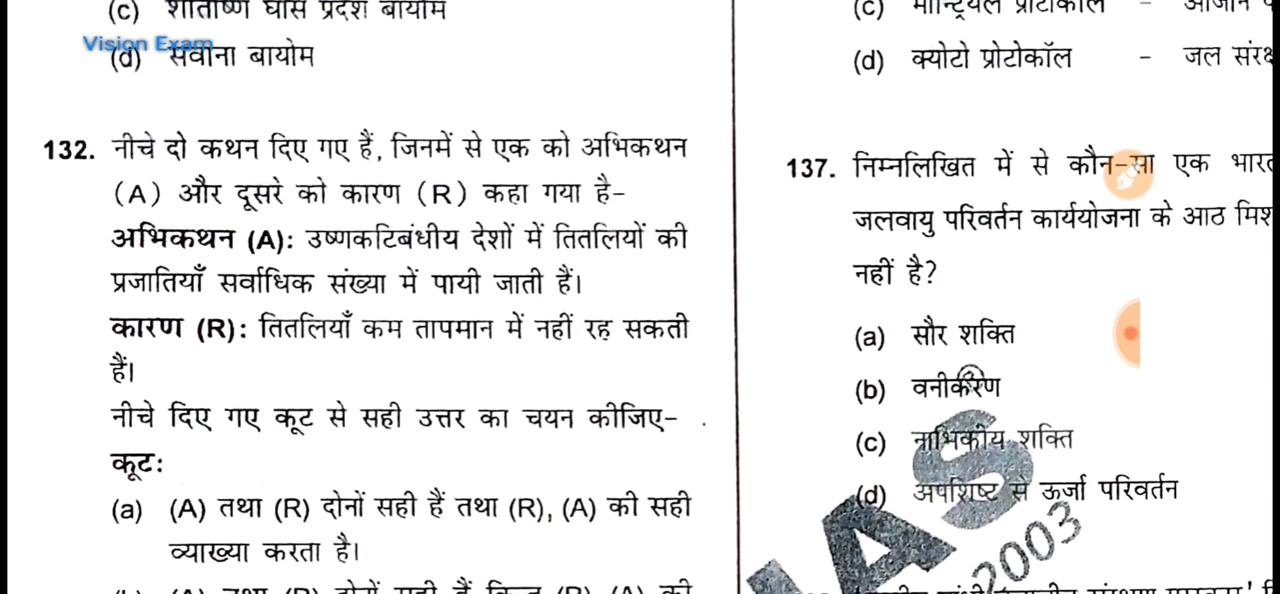 (c) शीतोष्ण घास प्रदेश बायोम
Vision Exam
(d) सवाना बायोम
132. नीचे दो कथन दिए गए हैं, जिनमें से एक को अभिकथन
(A) और दूसरे को कारण (R) कहा गया है-
अभिकथन (A): उष्णकटिबंधीय देशों में तितलियों की
प्रजातियाँ सर्वाधिक संख्या में पायी जाती हैं।
कारण (R): तितलियाँ कम तापमान में नहीं रह सकती
हैं।
नीचे दिए गए कूट से सही उत्तर का चयन कीजिए-
कूट:
(a) (A) तथा (R) दोनों सही हैं तथा (R), (A) की सही
व्याख्या करता है।
(A) तथा (R) दोनों सही हैं किन्तु (R), (A) की
(c) मॉन्ट्रियल प्रोटोकॉल -
(d) क्योटो प्रोटोकॉल - जल
137. निम्नलिखित में से कौन-सा एक
जलवायु परिवर्तन कार्ययोजना के आठ
नहीं है?
(a) सौर शक्ति
(b) वनीकरण
(c) नाभिकीय शक्ति
(d) अपशिष्ट से ऊर्जा परिवर्तन
IAS
2003